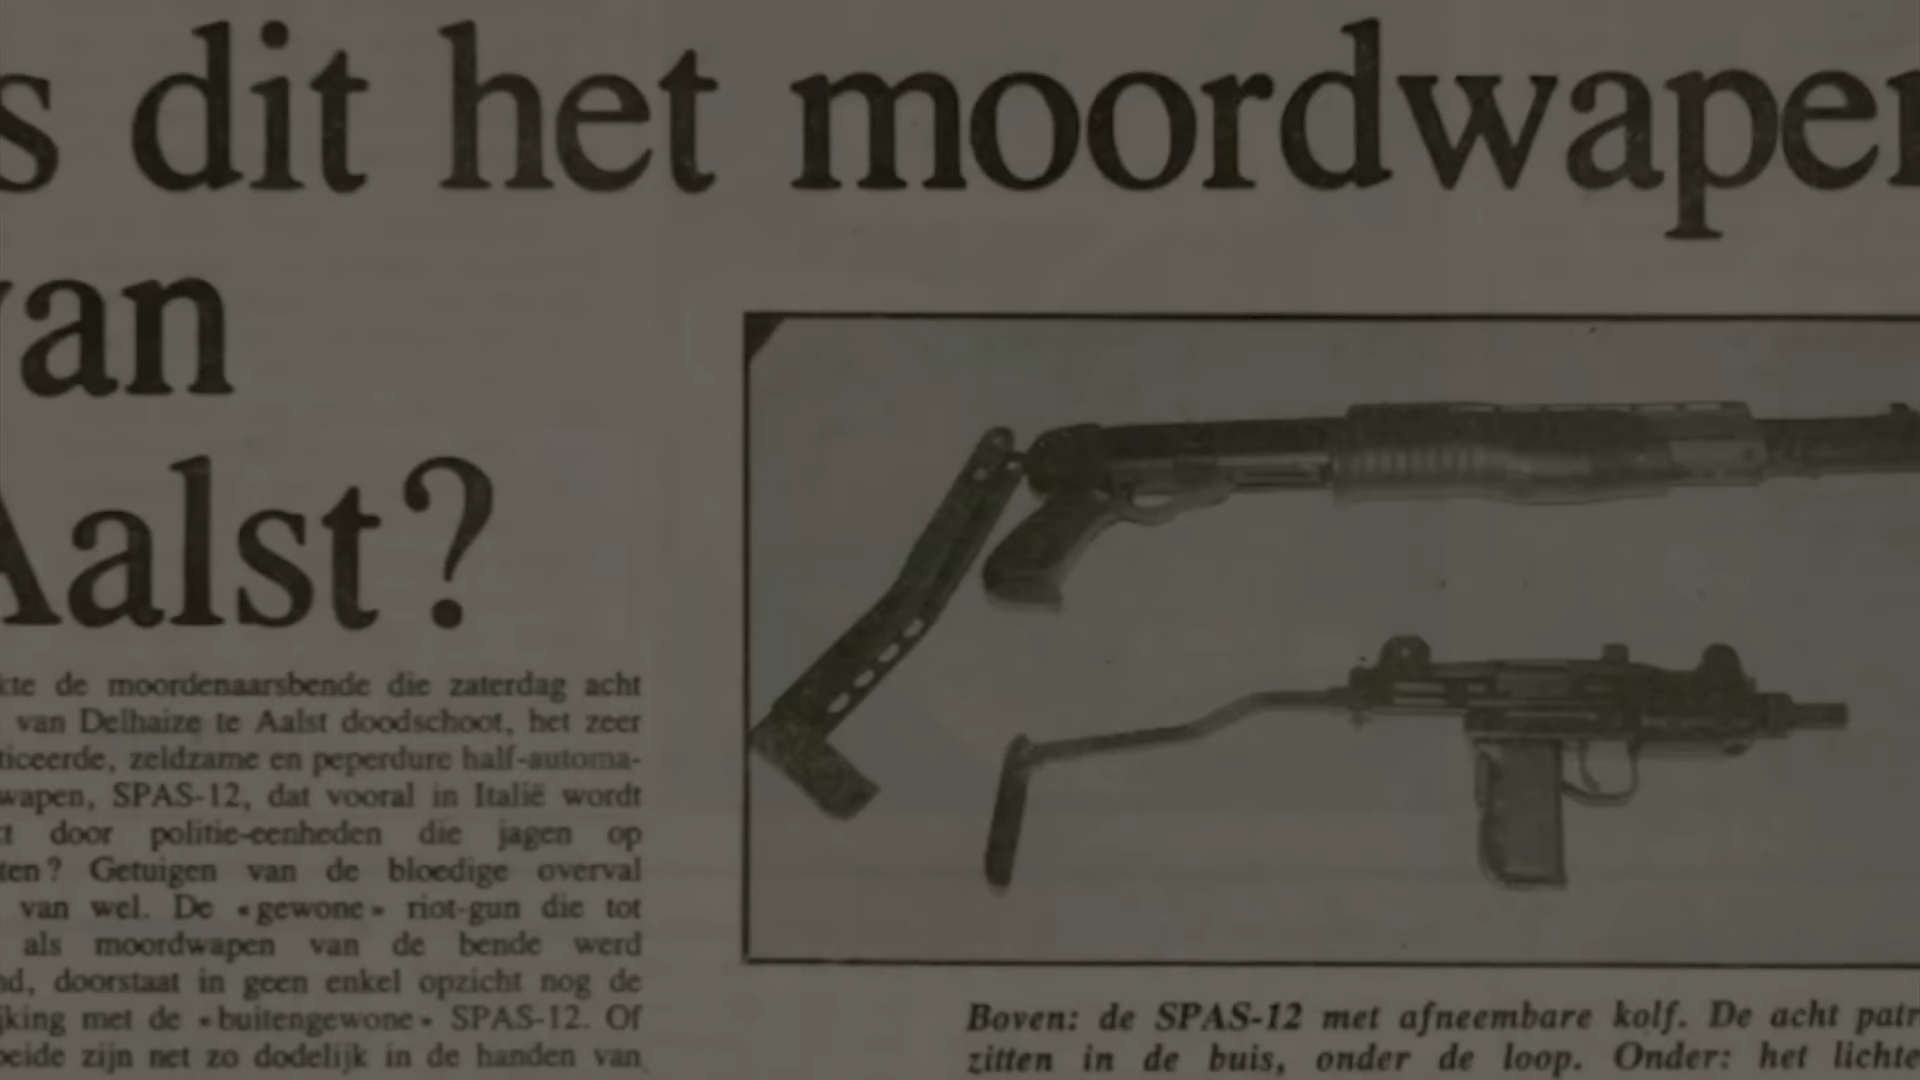 s dit het moordwapen
van
Aalst?
kte de moordenaarsbende die zaterdag acht
van Delhaize te Aalst doodschoot, het zeer
ticeerde, zeldzame en peperdure half-automa-
wapen, SPAS-12, dat vooral in Italië wordt
t door politie-eenheden die jagen op
ten? Getuigen van de bloedige overval
van wel. De «gewone» riot-gun die tot
als moordwapen van de bende werd
nd, doorstaat in geen enkel opzicht nog de
jking met de «buitengewone» SPAS-12. Of
beide zijn net zo dodelijk in de handen van
Boven: de SPAS-12 met afneembare kolf. De acht patr
zitten in de buis, onder de loop. Onder: het lichte